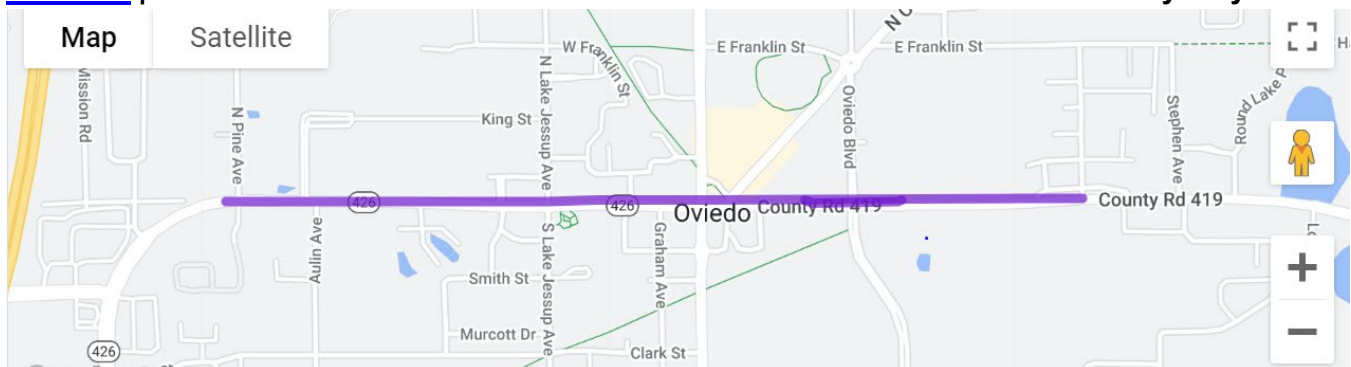 Map
Satellite
Mission Rd
N Pine Ave
King St
N Lake Jessup Ave
W Franklin St
E Franklin St
E Franklin St
Oviedo Blvd
Stephen Ave
Round Lake
426
426
Oviedo
County Rd 419
County Rd 419
Aulin Ave
S Lake Jessup Ave
Graham Ave
Smith St
Murcott Dr
Clark St
426